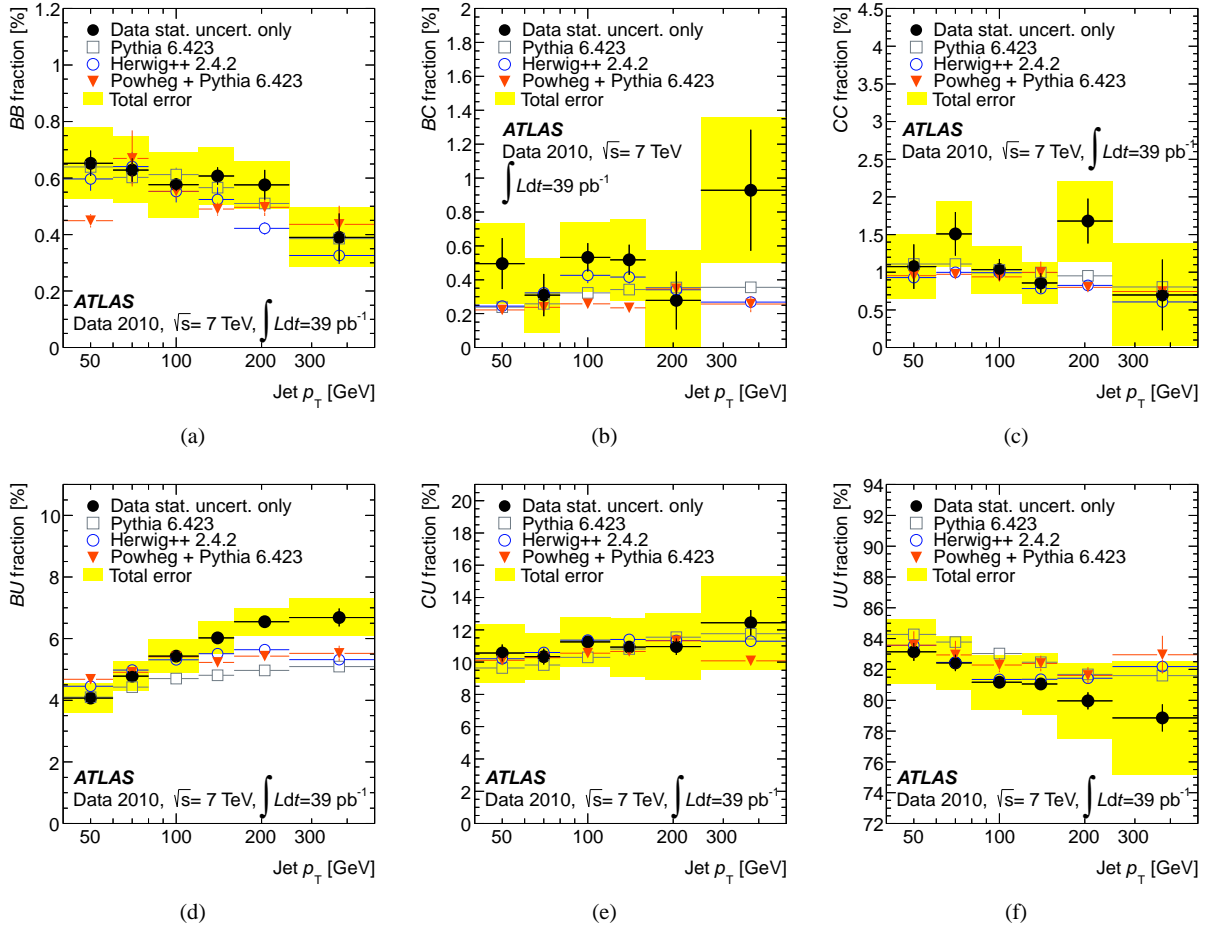 BB fraction [%]
1.2
1
0.8
0.6
0.4
0.2
0
Data stat. uncert. only
Pythia 6.423
Herwig++ 2.4.2
Powheg + Pythia 6.423
Total error
ATLAS
Data 2010, √s= 7 TeV, ∫Ldt=39 pb⁻¹
50 100 200 300
Jet p_T [GeV]
(a)
BC fraction [%]
2
1.8
1.6
1.4
1.2
1
0.8
0.6
0.4
0.2
0
Data stat. uncert. only
Pythia 6.423
Herwig++ 2.4.2
Powheg + Pythia 6.423
Total error
ATLAS
Data 2010, √s= 7 TeV
∫Ldt=39 pb⁻¹
50 100 200 300
Jet p_T [GeV]
(b)
CC fraction [%]
4.5
4
3.5
3
2.5
2
1.5
1
0.5
0
Data stat. uncert. only
Pythia 6.423
Herwig++ 2.4.2
Powheg + Pythia 6.423
Total error
ATLAS
Data 2010, √s= 7 TeV, ∫Ldt=39 pb⁻¹
50 100 200 300
Jet p_T [GeV]
(c)
BU fraction [%]
10
8
6
4
2
0
Data stat. uncert. only
Pythia 6.423
Herwig++ 2.4.2
Powheg + Pythia 6.423
Total error
ATLAS
Data 2010, √s= 7 TeV, ∫Ldt=39 pb⁻¹
50 100 200 300
Jet p_T [GeV]
(d)
CU fraction [%]
20
18
16
14
12
10
8
6
4
2
0
Data stat. uncert. only
Pythia 6.423
Herwig++ 2.4.2
Powheg + Pythia 6.423
Total error
ATLAS
Data 2010, √s= 7 TeV, ∫Ldt=39 pb⁻¹
50 100 200 300
Jet p_T [GeV]
(e)
UU fraction [%]
94
92
90
88
86
84
82
80
78
76
74
72
Data stat. uncert. only
Pythia 6.423
Herwig++ 2.4.2
Powheg + Pythia 6.423
Total error
ATLAS
Data 2010, √s= 7 TeV, ∫Ldt=39 pb⁻¹
50 100 200 300
Jet p_T [GeV]
(f)